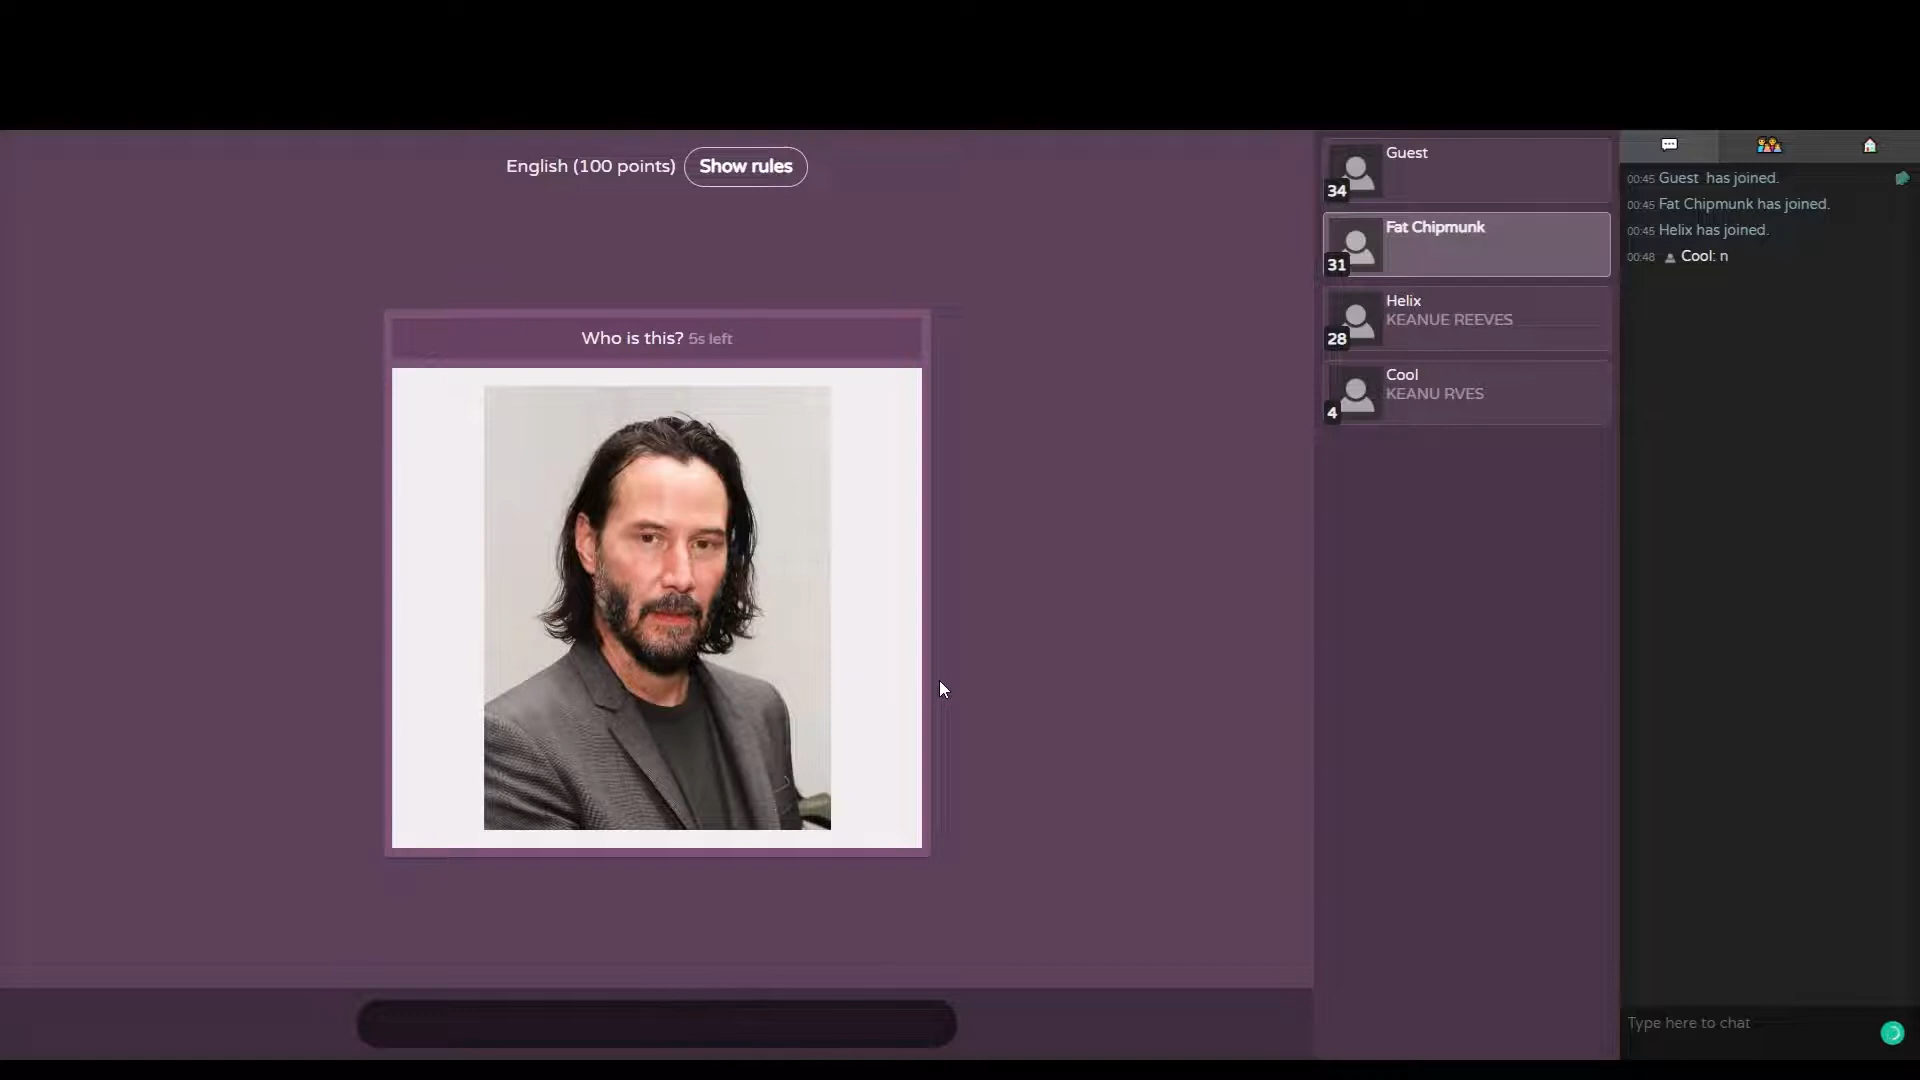 English (100 points) Show rules
Who is this? 5s left
Guest
34
Fat Chipmunk
31
Helix
KEANUE REEVES
28
Cool
KEANU RVES
4
00:45 Guest has joined.
00:45 Fat Chipmunk has joined.
00:45 Helix has joined.
00:48 Cool: n
Type here to chat